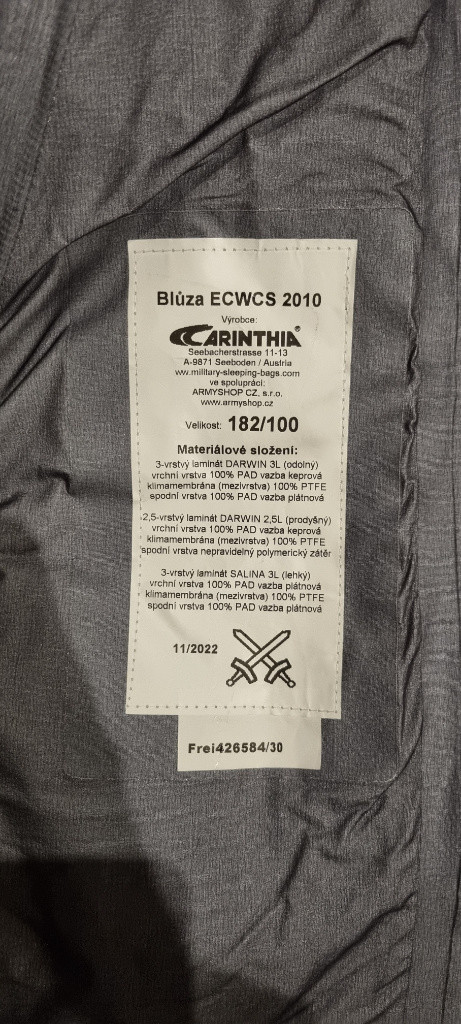 Blůza ECWCS 2010
Výrobce:
CARINTHIA®
Seebacherstrasse 11-13
A-9871 Seeboden / Austria
www.military-sleeping-bags.com
ve spolupráci:
ARMYSHOP CZ, s.r.o.
www.armyshop.cz
Velikost: 182/100
Materiálové složení:
3-vrstvý laminát DARWIN 3L (odolný)
vrchní vrstva 100% PAD vazba keprová
klimamembrána (mezivrstva) 100% PTFE
spodní vrstva 100% PAD vazba plátnová
2,5-vrstvý laminát DARWIN 2,5L (prodyšný)
vrchní vrstva 100% PAD vazba keprová
klimamembrána (mezivrstva) 100% PTFE
spodní vrstva nepravidelný polymerický zátěr
3-vrstvý laminát SALINA 3L (lehký)
vrchní vrstva 100% PAD vazba plátnová
klimamembrána (mezivrstva) 100% PTFE
spodní vrstva 100% PAD vazba plátnová
11/2022
Frei426584/30